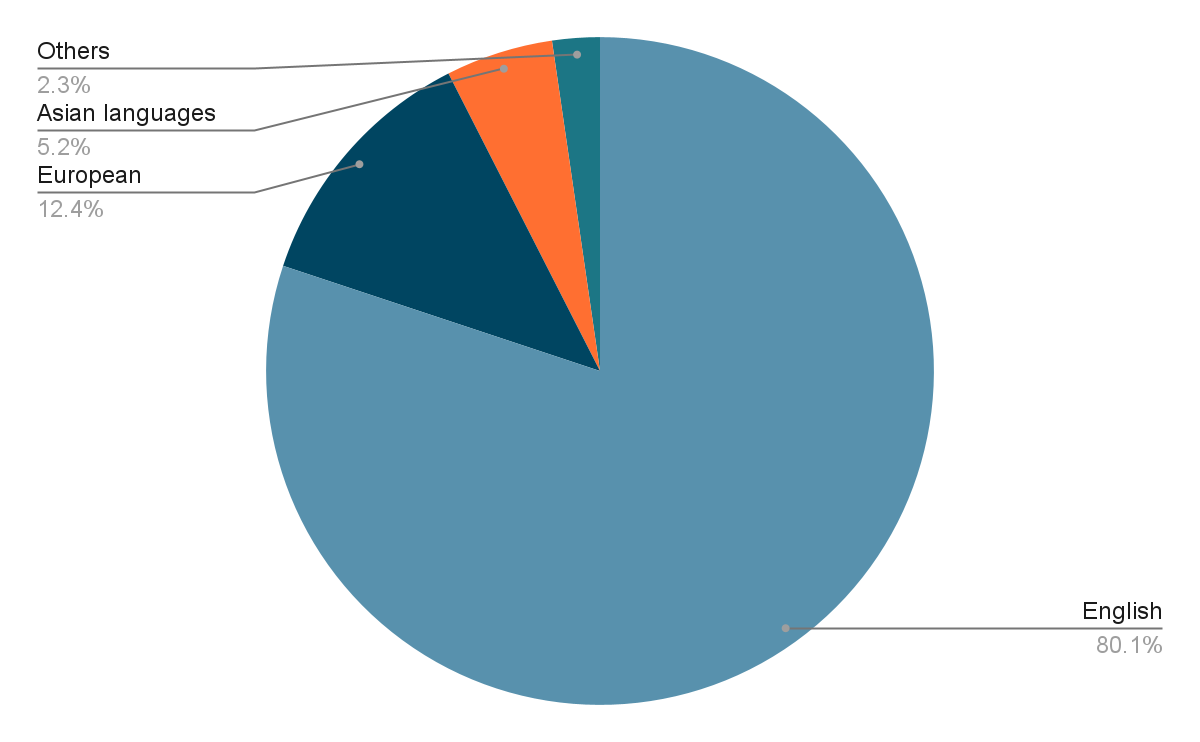 Others
2.3%
Asian languages
5.2%
European
12.4%
English
80.1%